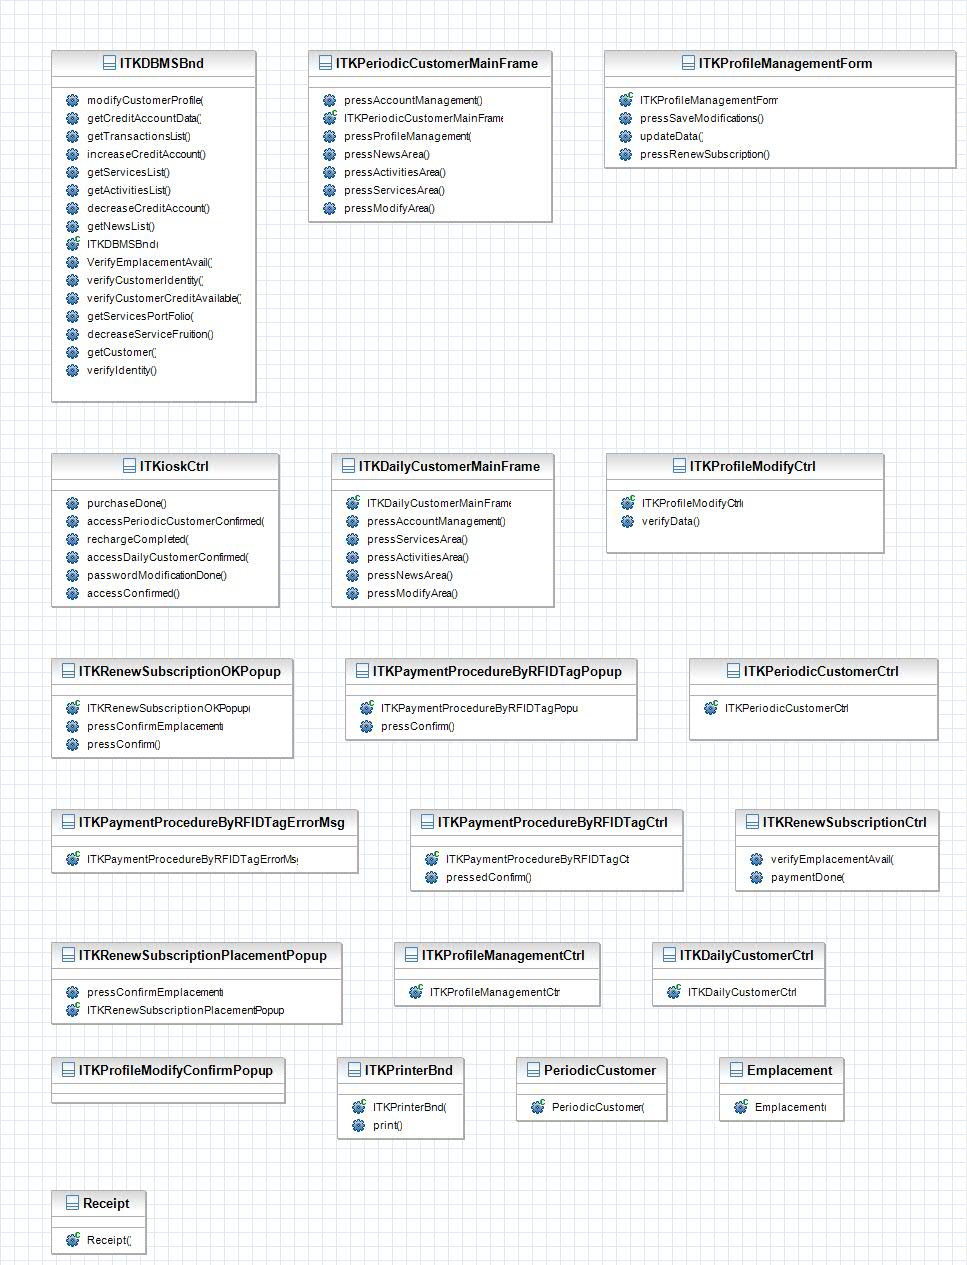 ITKDBMSBnd
modifyCustomerProfile(
getCreditAccountData()
getTransactionsList()
increaseCreditAccount()
getServicesList()
getActivitiesList()
decreaseCreditAccount()
getNewsList()
ITKDBMSBnd(
VerifyEmplacementAvail()
verifyCustomerIdentity()
verifyCustomerCreditAvailable()
getServicesPortFolio(
decreaseServiceFruition()
getCustomer()
verifyIdentity()
ITKPeriodicCustomerMainFrame
pressAccountManagement()
ITKPeriodicCustomerMainFrame
pressProfileManagement(
pressNewsArea()
pressActivitiesArea()
pressServicesArea()
pressModifyArea()
ITKProfileManagementForm
ITKProfileManagementForm
pressSaveModifications()
updateData()
pressRenewSubscription()
ITKioskCtrl
purchaseDone()
accessPeriodicCustomerConfirmed(
rechargeCompleted(
accessDailyCustomerConfirmed(
passwordModificationDone()
accessConfirmed()
ITKDailyCustomerMainFrame
ITKDailyCustomerMainFrame
pressAccountManagement()
pressServicesArea()
pressActivitiesArea()
pressNewsArea()
pressModifyArea()
ITKProfileModifyCtrl
ITKProfileModifyCtrl(
verifyData()
ITKRenewSubscriptionOKPopup
ITKRenewSubscriptionOKPopup(
pressConfirmEmplacement(
pressConfirm()
ITKPaymentProcedureByRFIDTagPopup
ITKPaymentProcedureByRFIDTagPopu
pressConfirm()
ITKPeriodicCustomerCtrl
ITKPeriodicCustomerCtrl
ITKPaymentProcedureByRFIDTagErrorMsg
ITKPaymentProcedureByRFIDTagErrorMsg
ITKPaymentProcedureByRFIDTagCtrl
ITKPaymentProcedureByRFIDTagCt
pressedConfirm()
ITKRenewSubscriptionCtrl
verifyEmplacementAvail(
paymentDone(
ITKRenewSubscriptionPlacementPopup
pressConfirmEmplacement(
ITKRenewSubscriptionPlacementPopup
ITKProfileManagementCtrl
ITKProfileManagementCtr
ITKDailyCustomerCtrl
ITKDailyCustomerCtrl
ITKProfileModifyConfirmPopup
ITKPrinterBnd
ITKPrinterBnd(
print()
PeriodicCustomer
PeriodicCustomer(
Emplacement
Emplacement(
Receipt
Receipt()